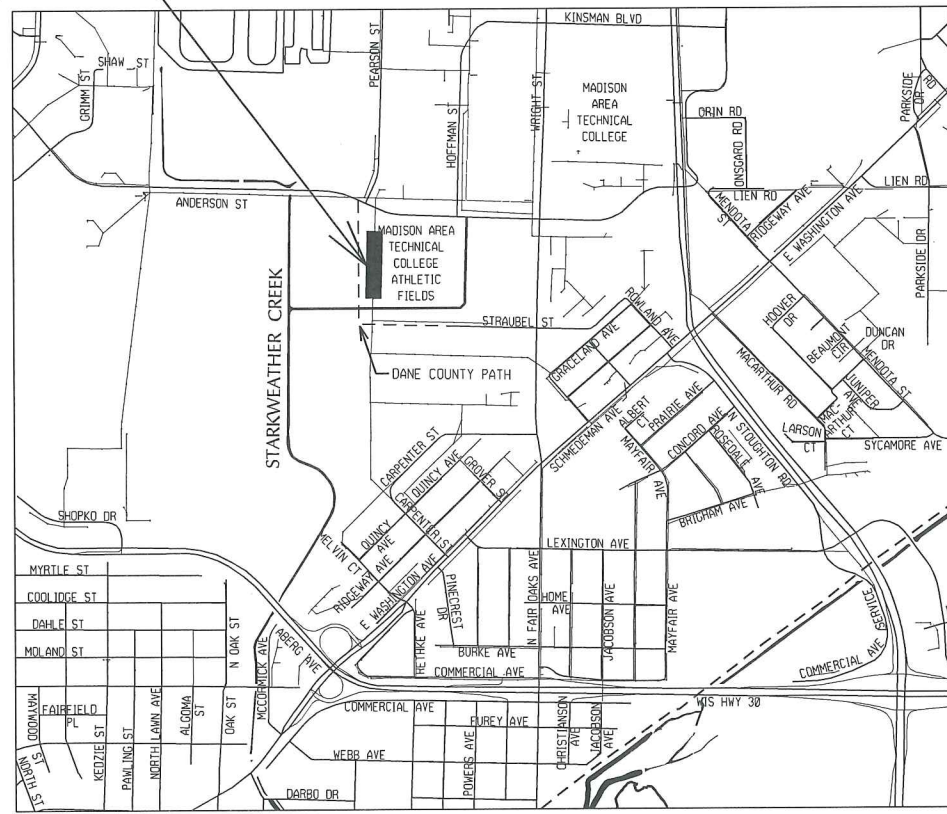 KINSMAN BLVD
SHAW ST
GRIMM ST
PEARSON ST
HOFFMAN ST
WRIGHT ST
MADISON
AREA
TECHNICAL
COLLEGE
ORIN RD
ONSGARD RD
PARKSIDE
DR
RD
LIEN RD
LIEN RD
MENDOTA
ST
RIDGEWAY AVE
E WASHINGTON AVE
PARKSIDE DR
ANDERSON ST
MADISON AREA
TECHNICAL
COLLEGE
ATHLETIC
FIELDS
STARKWEATHER CREEK
STRAUBEL ST
ROWLAND AVE
GRACELAND AVE
DANE COUNTY PATH
HOOVER
DR
BEAUMONT
CIR
DUNCAN
DR
MENDOTA ST
JUNIPER
AVE
MAC-
ARTHUR
CT
MACARTHUR RD
LARSON
CT
SYCAMORE AVE
SCHMEDEMAN AVE
ALBERT
CT
PRAIRIE AVE
CONCORD AVE
ROSEDALE
AVE
N STOUGHTON RD
MAYFAIR AVE
BRIGHAM AVE
CARPENTER ST
QUINCY AVE
GROVER ST
CARPENTER ST
QUINCY
AVE
MELVIN CT
RIDGEWAY AVE
E WASHINGTON AVE
SHOPKO DR
MYRTLE ST
COOLIDGE ST
DAHLE ST
MOLAND ST
N OAK ST
MCCORMICK AVE
ABERG AVE
HETHKE AVE
PINECREST
DR
LEXINGTON AVE
N FAIR OAKS AVE
HOME
AVE
JACOBSON AVE
MAYFAIR AVE
BURKE AVE
COMMERCIAL AVE
SERVICE
COMMERCIAL AVE
WIS HWY 30
MAYWOOD
ST
FAIRFIELD
PL
NORTH ST
KEDZIE ST
PAWLING ST
NORTH LAWN AVE
ALGOMA
ST
OAK ST
COMMERCIAL AVE
FUREY AVE
WEBB AVE
POWERS AVE
CHRISTIANSON
AVE
JACOBSON
AVE
DARBO DR